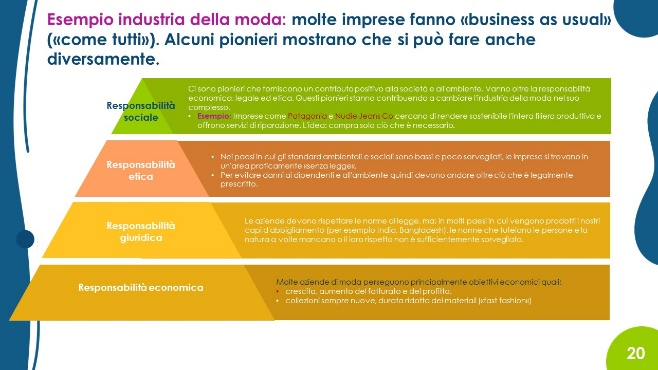 Esempio industria della moda: molte imprese fanno «business as usual»
(«come tutti»). Alcuni pionieri mostrano che si può fare anche
diversamente.
Responsabilità
sociale
Ci sono pionieri che forniscono un contributo positivo alla società e all'ambiente. Vanno oltre la responsabilità
economica, legale ed etica. Questi pionieri stanno contribuendo a cambiare l'industria della moda nel suo
complesso.
• Esempio: imprese come Patagonia e Nudie Jeans Co cercano di rendere sostenibile l'intera filiera produttiva e
offrono servizi di riparazione. L'idea: compra solo ciò che è necessario.
Responsabilità
etica
• Nei paesi in cui gli standard ambientali e sociali sono bassi e poco sorvegliati, le imprese si trovano in
un'area praticamente «senza legge».
• Per evitare danni ai dipendenti e all'ambiente quindi devono andare oltre ciò che è legalmente
prescritto.
Responsabilità
giuridica
Le aziende devono rispettare le norme di legge, ma: in molti paesi in cui vengono prodotti i nostri
capi d'abbigliamento (per esempio India, Bangladesh), le norme che tutelano le persone e la
natura a volte mancano o il loro rispetto non è sufficientemente sorvegliato.
Responsabilità economica
Molte aziende di moda perseguono principalmente obiettivi economici quali:
• crescita, aumento del fatturato e del profitto,
• collezioni sempre nuove, durata ridotta dei materiali («fast fashion»)
20